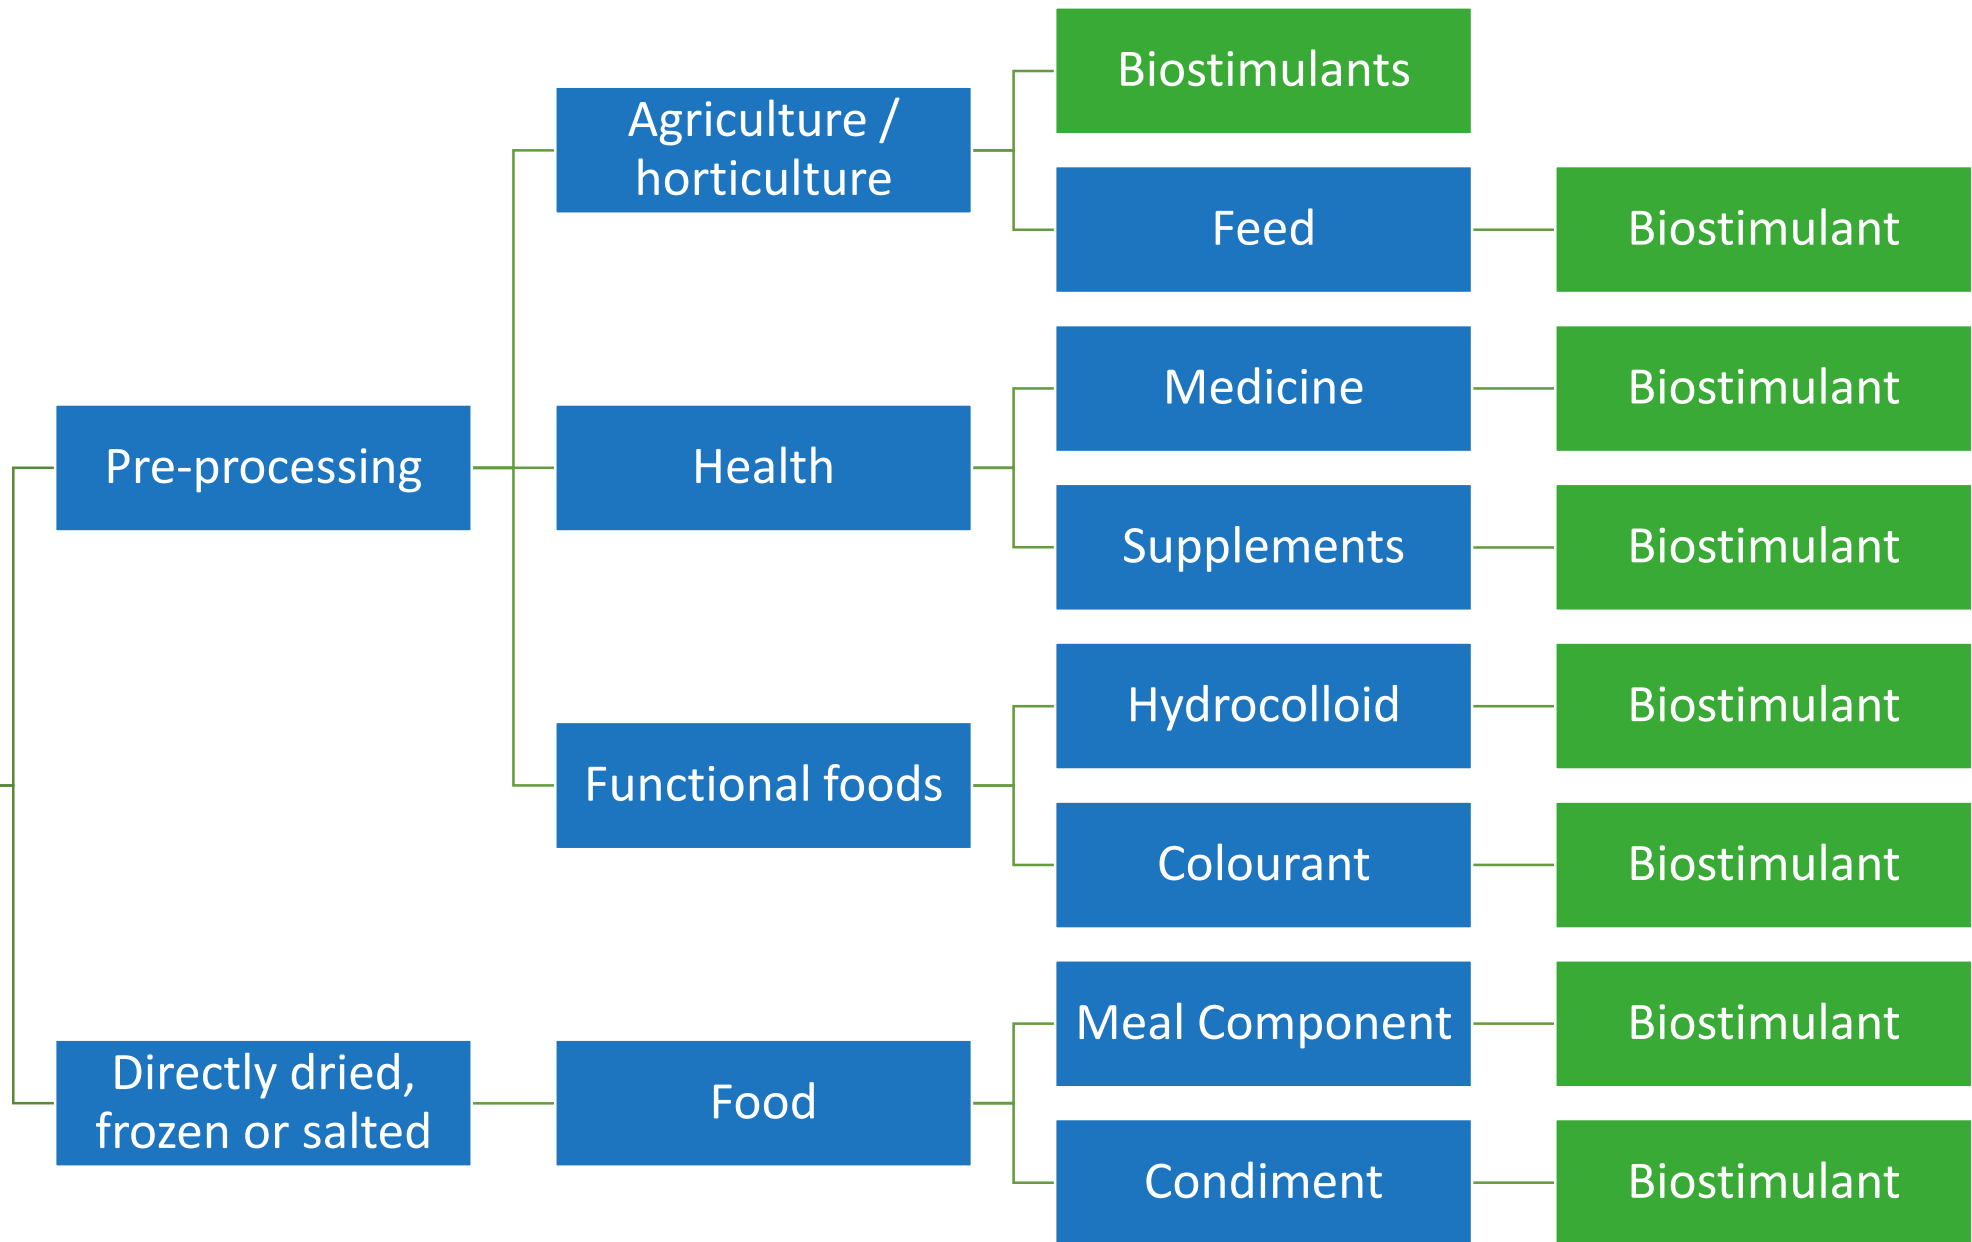 Biostimulants
Agriculture /
horticulture
Feed
Biostimulant
Medicine
Biostimulant
Pre-processing
Health
Supplements
Biostimulant
Hydrocolloid
Biostimulant
Functional foods
Colourant
Biostimulant
Meal Component
Biostimulant
Directly dried,
frozen or salted
Food
Condiment
Biostimulant